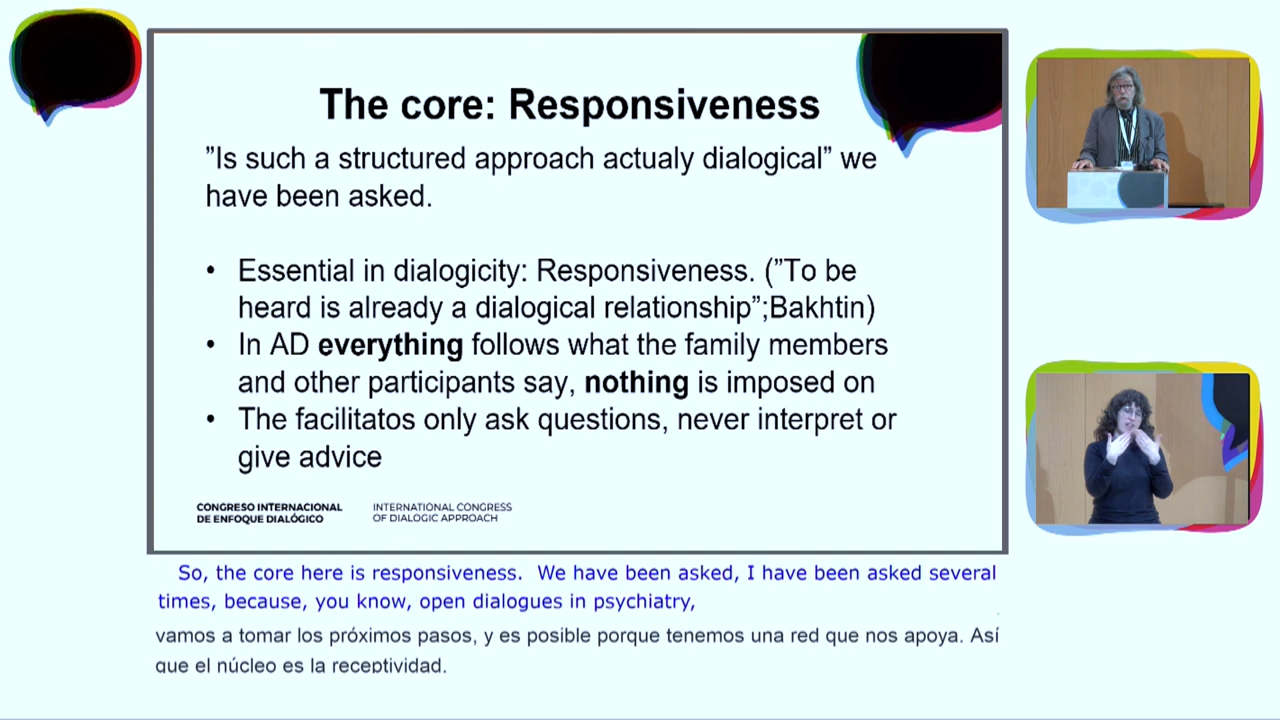 The core: Responsiveness
”Is such a structured approach actualy dialogical” we
have been asked.
• Essential in dialogicity: Responsiveness. (”To be
heard is already a dialogical relationship”;Bakhtin)
• In AD everything follows what the family members
and other participants say, nothing is imposed on
• The facilitatos only ask questions, never interpret or
give advice
CONGRESO INTERNACIONAL
DE ENFOQUE DIALÓGICO
INTERNATIONAL CONGRESS
OF DIALOGIC APPROACH
So, the core here is responsiveness. We have been asked, I have been asked several
times, because, you know, open dialogues in psychiatry,
vamos a tomar los próximos pasos, y es posible porque tenemos una red que nos apoya. Así
que el núcleo es la receptividad.